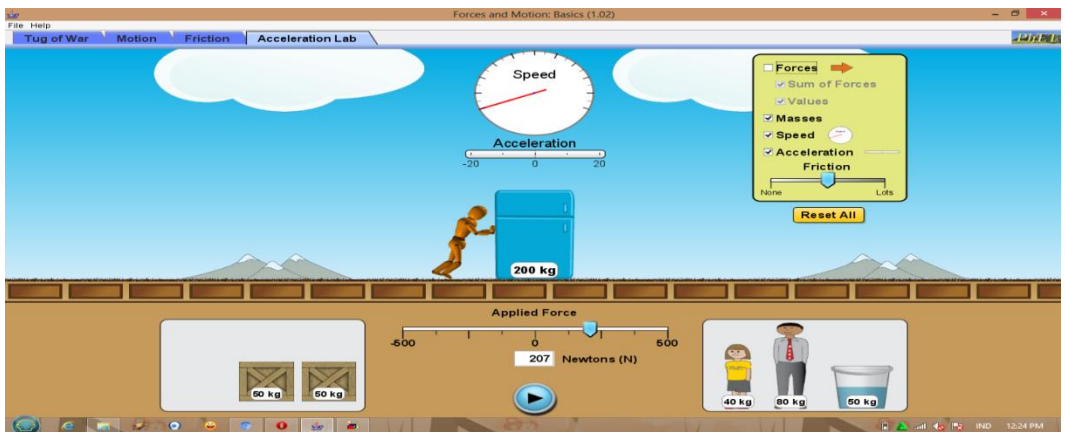 Forces and Motion: Basics (1.02)
File Help
Tug of War Motion Friction Acceleration Lab
Speed
Acceleration
-20 0 20
Forces
Sum of Forces
Values
Masses
Speed
Acceleration
Friction
None Lots
Reset All
200 kg
Applied Force
-500 0 500
207 Newtons (N)
50 kg 50 kg
40 kg 80 kg 50 kg
IND 12:24 PM